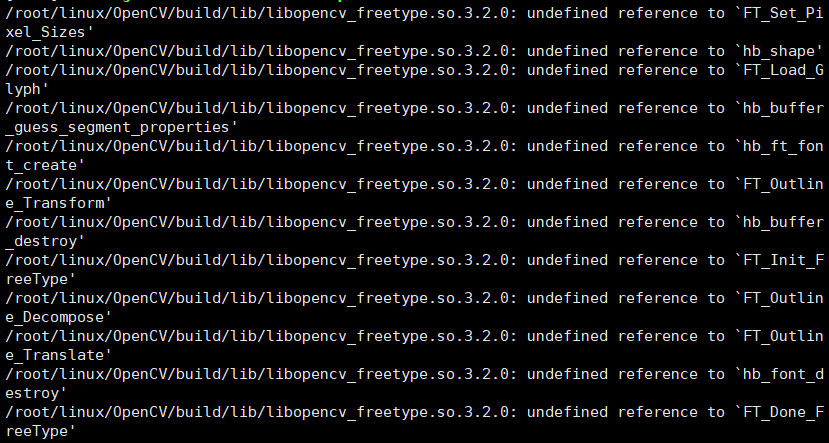 /root/linux/OpenCV/build/lib/libopencv_freetype.so.3.2.0: undefined reference to `FT_Set_Pi
xel_Sizes'
/root/linux/OpenCV/build/lib/libopencv_freetype.so.3.2.0: undefined reference to `hb_shape'
/root/linux/OpenCV/build/lib/libopencv_freetype.so.3.2.0: undefined reference to `FT_Load_G
lyph'
/root/linux/OpenCV/build/lib/libopencv_freetype.so.3.2.0: undefined reference to `hb_buffer
_guess_segment_properties'
/root/linux/OpenCV/build/lib/libopencv_freetype.so.3.2.0: undefined reference to `hb_ft_fon
t_create'
/root/linux/OpenCV/build/lib/libopencv_freetype.so.3.2.0: undefined reference to `FT_Outlin
e_Transform'
/root/linux/OpenCV/build/lib/libopencv_freetype.so.3.2.0: undefined reference to `hb_buffer
_destroy'
/root/linux/OpenCV/build/lib/libopencv_freetype.so.3.2.0: undefined reference to `FT_Init_F
reeType'
/root/linux/OpenCV/build/lib/libopencv_freetype.so.3.2.0: undefined reference to `FT_Outlin
e_Decompose'
/root/linux/OpenCV/build/lib/libopencv_freetype.so.3.2.0: undefined reference to `FT_Outlin
e_Translate'
/root/linux/OpenCV/build/lib/libopencv_freetype.so.3.2.0: undefined reference to `hb_font_d
estroy'
/root/linux/OpenCV/build/lib/libopencv_freetype.so.3.2.0: undefined reference to `FT_Done_F
reeType'